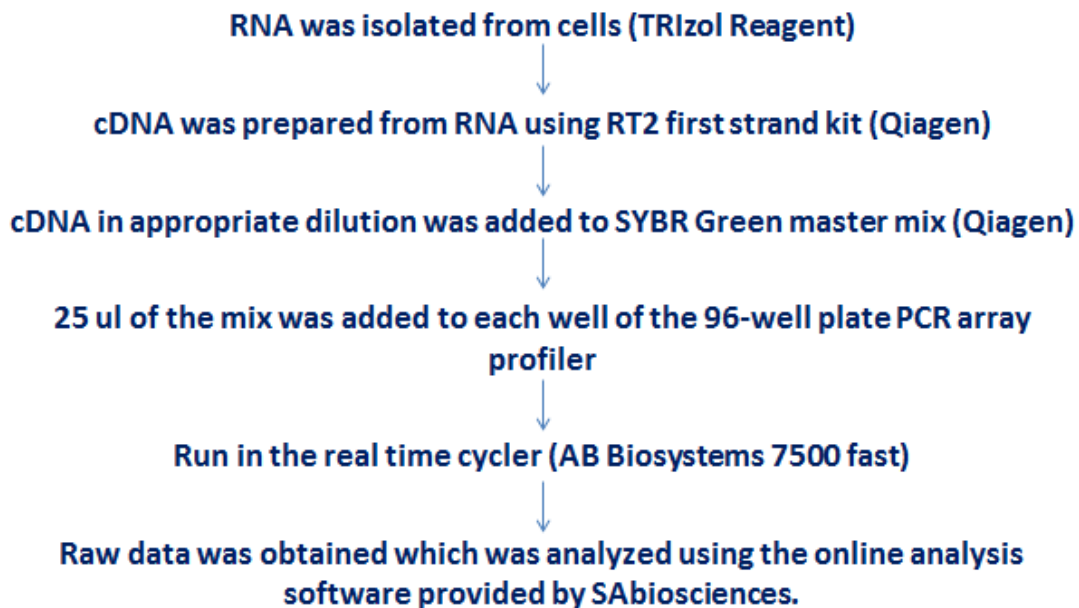 RNA was isolated from cells (TRIzol Reagent)
cDNA was prepared from RNA using RT2 first strand kit (Qiagen)
cDNA in appropriate dilution was added to SYBR Green master mix (Qiagen)
25 ul of the mix was added to each well of the 96-well plate PCR array
profiler
Run in the real time cycler (AB Biosystems 7500 fast)
Raw data was obtained which was analyzed using the online analysis
software provided by SAbiosciences.